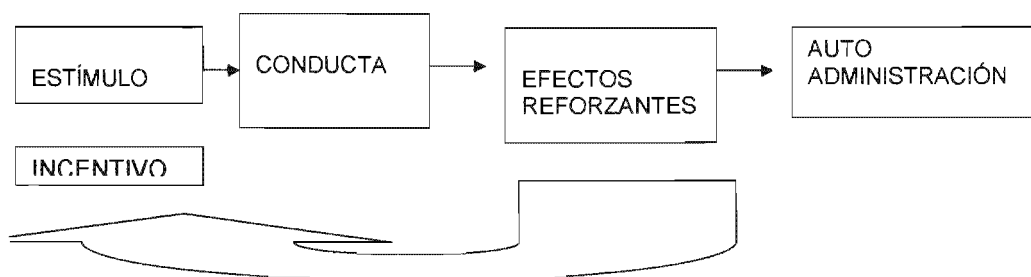 ESTÍMULO
CONDUCTA
EFECTOS
REFORZANTES
AUTO
ADMINISTRACIÓN
INCENTIVO